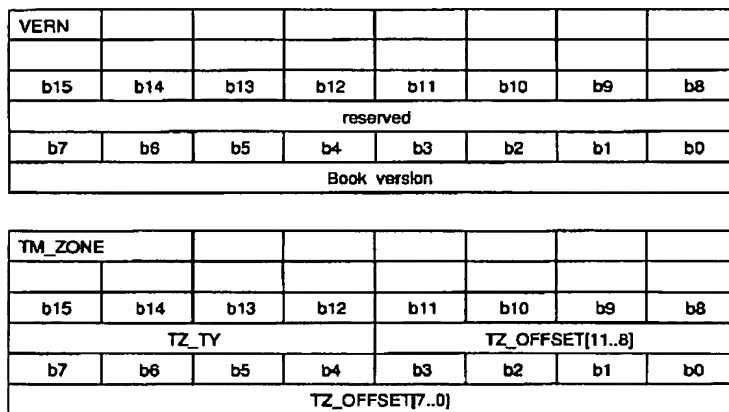 VERN
b15 b14 b13 b12 b11 b10 b9 b8
reserved
b7 b6 b5 b4 b3 b2 b1 b0
Book version
TM_ZONE
b15 b14 b13 b12 b11 b10 b9 b8
TZ_TY TZ_OFFSET[11..8]
b7 b6 b5 b4 b3 b2 b1 b0
TZ_OFFSET[7..0]